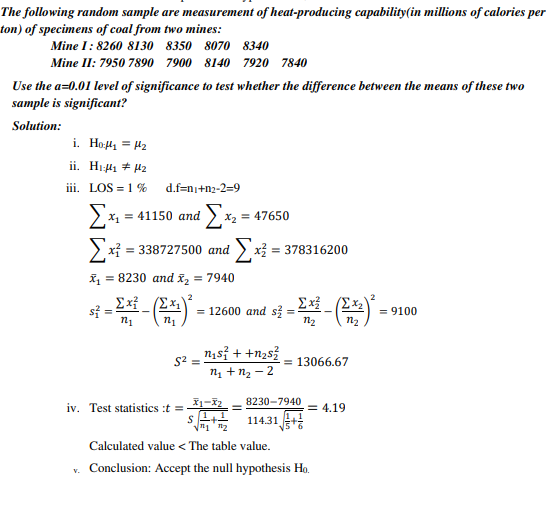 The following random sample are measurement of heat-producing capability(in millions of calories per
ton) of specimens of coal from two mines:
Mine I : 8260 8130 8350 8070 8340
Mine II: 7950 7890 7900 8140 7920 7840
Use the a=0.01 level of significance to test whether the difference between the means of these two
sample is significant?
Solution:
i. H₀:μ₁ = μ₂
ii. H₁:μ₁ ≠ μ₂
iii. LOS = 1 % d.f=n₁+n₂-2=9
∑x₁ = 41150 and ∑x₂ = 47650
∑x₁² = 338727500 and ∑x₂² = 378316200
x̄₁ = 8230 and x̄₂ = 7940
s₁² = ∑x₁²/n₁ − (∑x₁/n₁)² = 12600 and s₂² = ∑x₂²/n₂ − (∑x₂/n₂)² = 9100
S² = (n₁s₁² + +n₂s₂²)/(n₁ + n₂ − 2) = 13066.67
iv. Test statistics :t = (x̄₁−x̄₂)/(S√(1/n₁+1/n₂)) = (8230−7940)/(114.31√(1/5+1/6)) = 4.19
Calculated value < The table value.
v. Conclusion: Accept the null hypothesis H₀.